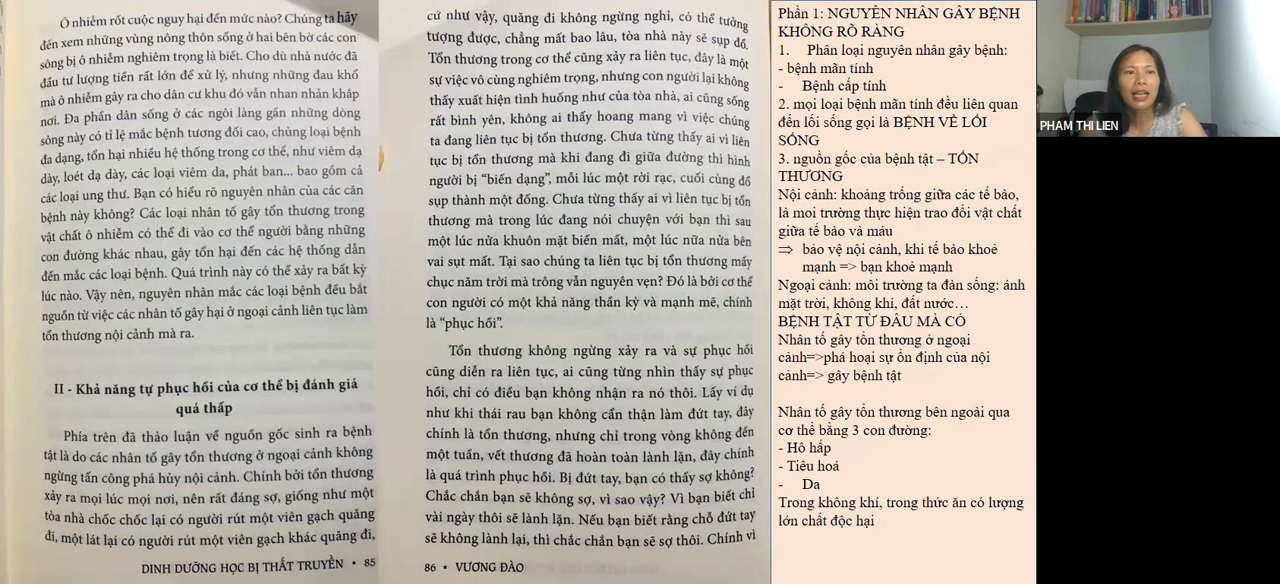 Ô nhiễm rốt cuộc nguy hại đến mức nào? Chúng ta hãy
đến xem những vùng nông thôn sống ở hai bên bờ các con
sông bị ô nhiễm nghiêm trọng là biết. Cho dù nhà nước đã
đầu tư lượng tiền rất lớn để xử lý, nhưng những đau khổ
mà ô nhiễm gây ra cho dân cư khu đó vẫn nhan nhản khắp
nơi. Đa phần dân sống ở các ngôi làng gần những dòng
sông này có tỉ lệ mắc bệnh tương đối cao, chủng loại bệnh
đa dạng, tổn hại nhiều hệ thống trong cơ thể, như viêm dạ
dày, loét dạ dày, các loại viêm da, phát ban... bao gồm cả
các loại ung thư. Bạn có hiểu rõ nguyên nhân của các căn
bệnh này không? Các loại nhân tố gây tổn thương trong
vật chất ô nhiễm có thể đi vào cơ thể người bằng những
con đường khác nhau, gây tổn hại đến các hệ thống dẫn
đến mắc các loại bệnh. Quá trình này có thể xảy ra bất kỳ
lúc nào. Vậy nên, nguyên nhân mắc các loại bệnh đều bắt
nguồn từ việc các nhân tố gây hại ở ngoại cảnh liên tục làm
tổn thương nội cảnh mà ra.
II - Khả năng tự phục hồi của cơ thể bị đánh giá
quá thấp
Phía trên đã thảo luận về nguồn gốc sinh ra bệnh
tật là do các nhân tố gây tổn thương ở ngoại cảnh không
ngừng tấn công phá hủy nội cảnh. Chính bởi tổn thương
xảy ra mọi lúc mọi nơi, nên rất đáng sợ, giống như một
tòa nhà chốc chốc lại có người rút một viên gạch quăng
đi, một lát lại có người rút một viên gạch khác quăng đi,
DINH DƯỠNG HỌC BỊ THẤT TRUYỀN • 85
cứ như vậy, quăng đi không ngừng nghỉ, có thể tưởng
tượng được, chẳng mất bao lâu, tòa nhà này sẽ sụp đổ.
Tổn thương trong cơ thể cũng xảy ra liên tục, đây là một
sự việc vô cùng nghiêm trọng, nhưng con người lại không
thấy xuất hiện tình huống như của tòa nhà, ai cũng sống
rất bình yên, không ai thấy hoang mang vì việc chúng
ta đang liên tục bị tổn thương. Chưa từng thấy ai vì liên
tục bị tổn thương mà khi đang đi giữa đường thì hình
người bị “biến dạng”, mỗi lúc một rời rạc, cuối cùng đổ
sụp thành một đống. Chưa từng thấy ai vì liên tục bị tổn
thương mà trong lúc đang nói chuyện với bạn thì sau
một lúc nửa khuôn mặt biến mất, một lúc nữa nửa bên
vai sụt mất. Tại sao chúng ta liên tục bị tổn thương mấy
chục năm trời mà trông vẫn nguyên vẹn? Đó là bởi cơ thể
con người có một khả năng thần kỳ và mạnh mẽ, chính
là “phục hồi”.
Tổn thương không ngừng xảy ra và sự phục hồi
cũng diễn ra liên tục, ai cũng từng nhìn thấy sự phục
hồi, chỉ có điều bạn không nhận ra nó thôi. Lấy ví dụ
như khi thái rau bạn không cẩn thận làm đứt tay, đây
chính là tổn thương, nhưng chỉ trong vòng không đến
một tuần, vết thương đã hoàn toàn lành lặn, đây chính
là quá trình phục hồi. Bị đứt tay, bạn có thấy sợ không?
Chắc chắn bạn sẽ không sợ, vì sao vậy? Vì bạn biết chỉ
vài ngày thôi sẽ lành lặn. Nếu bạn biết rằng chỗ đứt tay
sẽ không lành lại, thì chắc chắn bạn sẽ sợ thôi. Chính vì
86 • VƯƠNG ĐÀO
Phần 1: NGUYÊN NHÂN GÂY BỆNH
KHÔNG RÕ RÀNG
1. Phân loại nguyên nhân gây bệnh:
- bệnh mãn tính
- Bệnh cấp tính
2. mọi loại bệnh mãn tính đều liên quan
đến lối sống gọi là BỆNH VỀ LỐI
SỐNG
3. nguồn gốc của bệnh tật – TỔN
THƯƠNG
Nội cảnh: khoảng trống giữa các tế bào,
là moi trường thực hiện trao đổi vật chất
giữa tế bào và máu
⇒ bảo vệ nội cảnh, khi tế bào khoẻ
mạnh => bạn khoẻ mạnh
Ngoại cảnh: môi trường ta đàn sống: ánh
mặt trời, không khí, đất nước…
BỆNH TẬT TỪ ĐÂU MÀ CÓ
Nhân tố gây tổn thương ở ngoại
cảnh=>phá hoại sự ổn định của nội
cảnh=> gây bệnh tật
Nhân tố gây tổn thương bên ngoài qua
cơ thể bằng 3 con đường:
- Hô hấp
- Tiêu hoá
- Da
Trong không khí, trong thức ăn có lượng
lớn chất độc hại
PHAM THI LIEN